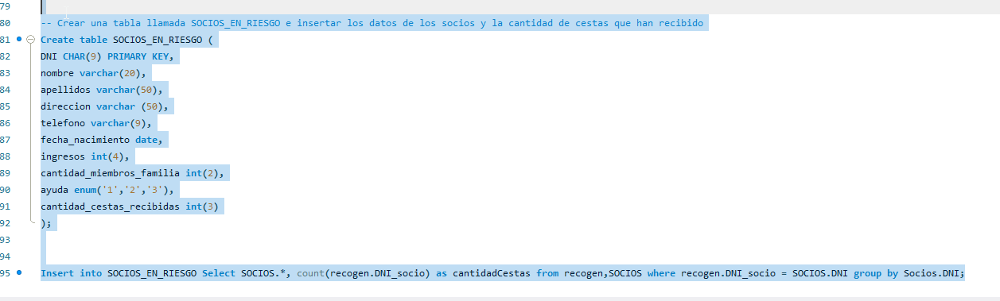 79
80 -- Crear una tabla llamada SOCIOS_EN_RIESGO e insertar los datos de los socios y la cantidad de cestas que han recibido
81 Create table SOCIOS_EN_RIESGO (
82 DNI CHAR(9) PRIMARY KEY,
83 nombre varchar(20),
84 apellidos varchar(50),
85 direccion varchar (50),
86 telefono varchar(9),
87 fecha_nacimiento date,
88 ingresos int(4),
89 cantidad_miembros_familia int(2),
90 ayuda enum('1','2','3'),
91 cantidad_cestas_recibidas int(3)
92 );
93
94
95 Insert into SOCIOS_EN_RIESGO Select SOCIOS.*, count(recogen.DNI_socio) as cantidadCestas from recogen,SOCIOS where recogen.DNI_socio = SOCIOS.DNI group by Socios.DNI;